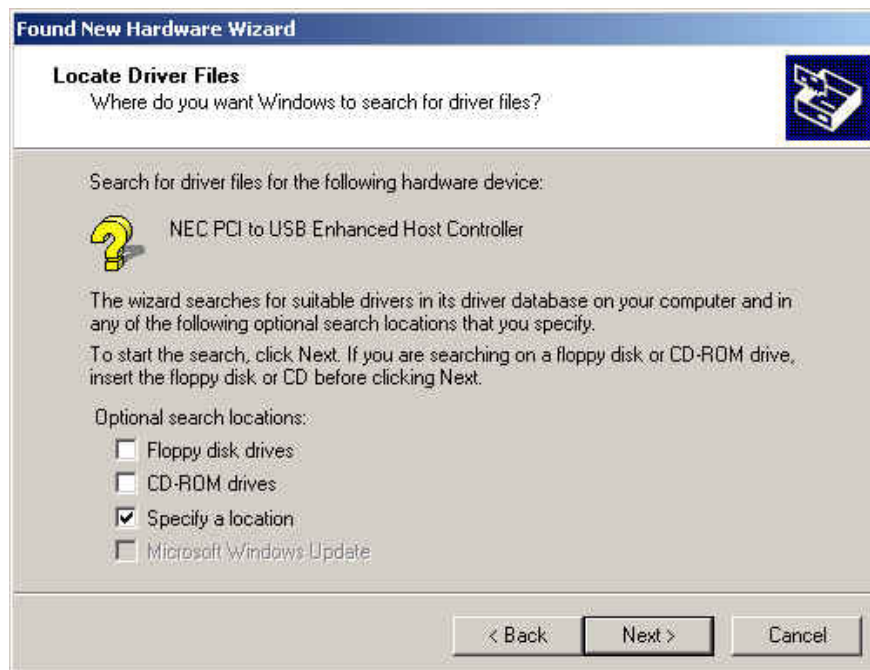 Found New Hardware Wizard
Locate Driver Files
Where do you want Windows to search for driver files?
Search for driver files for the following hardware device:
NEC PCI to USB Enhanced Host Controller
The wizard searches for suitable drivers in its driver database on your computer and in
any of the following optional search locations that you specify.
To start the search, click Next. If you are searching on a floppy disk or CD-ROM drive,
insert the floppy disk or CD before clicking Next.
Optional search locations:
Floppy disk drives
CD-ROM drives
Specify a location
Microsoft Windows Update
< Back Next > Cancel